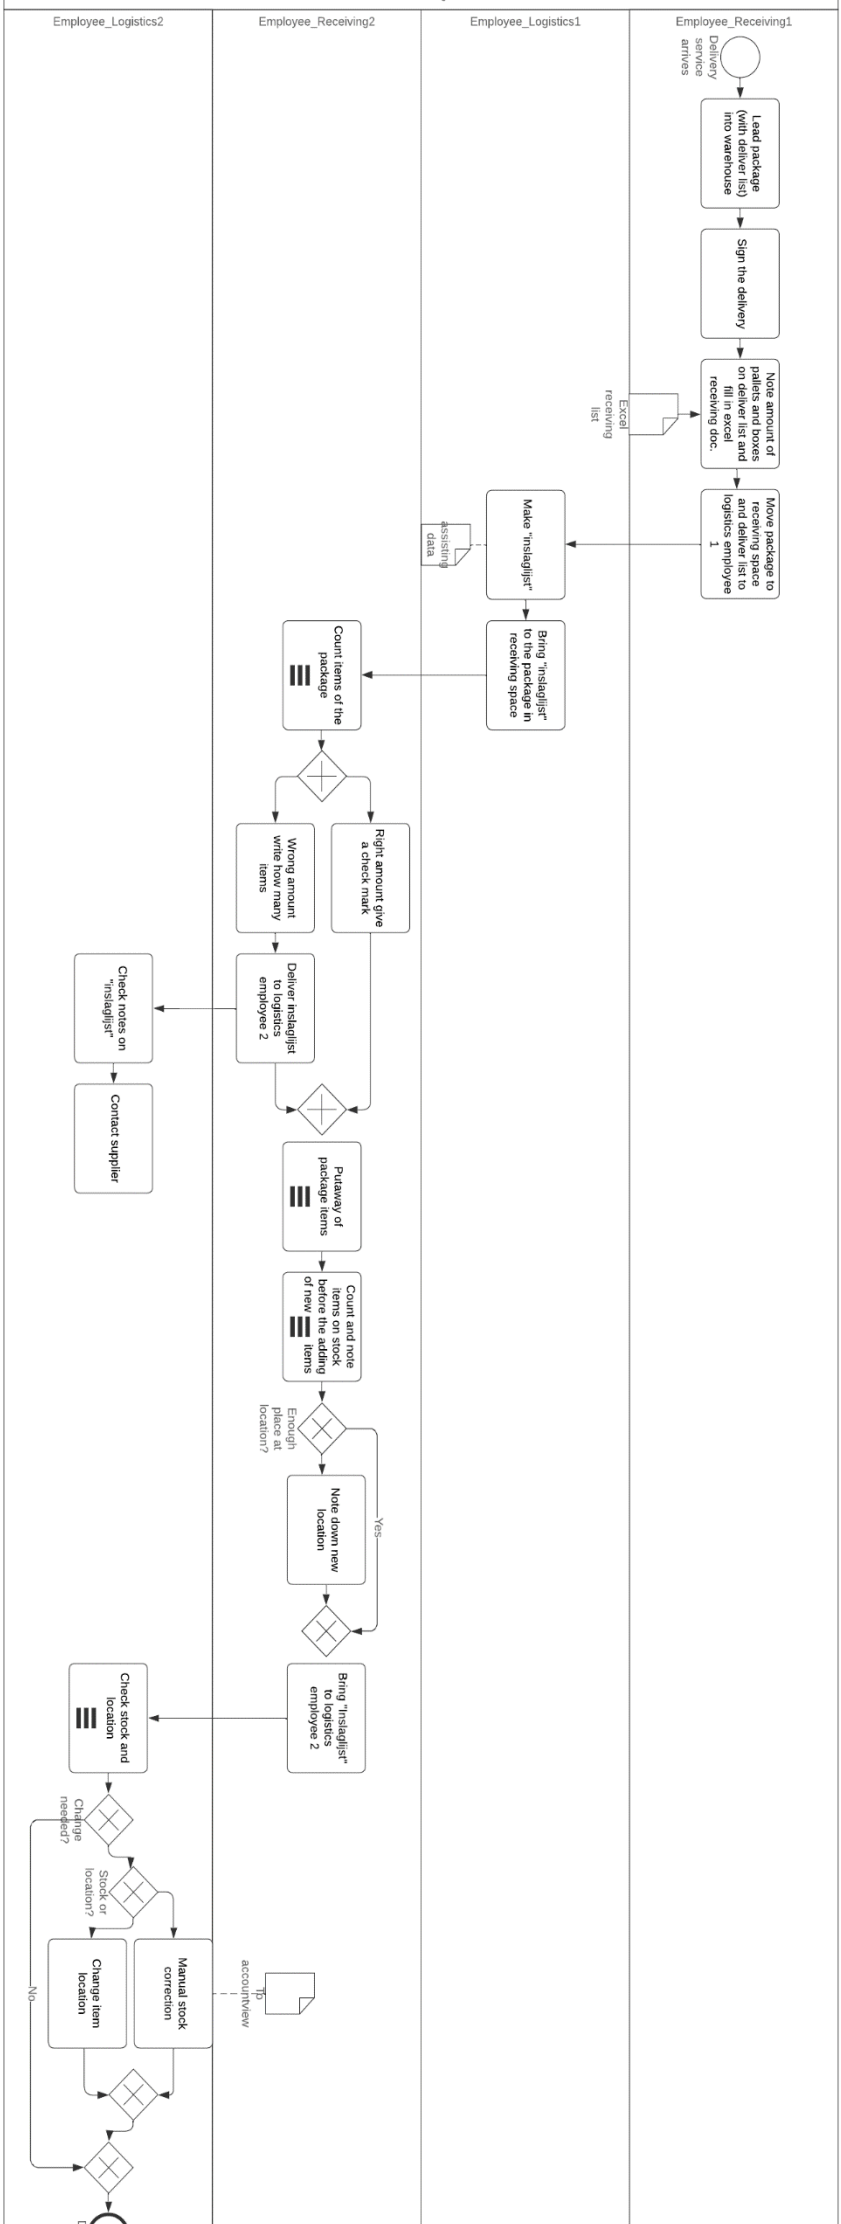 Employee_Logistics2
Employee_Receiving2
Employee_Logistics1
Employee_Receiving1
Delivery
service
arrives
Lead package
(with deliver list)
into warehouse
Sign the delivery
Note amount of
pallets and boxes
on deliver list and
fill in excel
receiving doc.
Excel
receiving
list
Move package to
receiving space
and deliver list to
logistics employee
1
Make "inslaglijst"
assisting
data
Bring "inslaglijst"
to the package in
receiving space
Count items of the
package
Right amount give
a check mark
Wrong amount
write how many
items
Deliver inslaglijst
to logistics
employee 2
Check notes on
"inslaglijst"
Contact supplier
Putaway of
package items
Count and note
items on stock
before the adding
of new items
Enough
place at
location?
Yes
Note down new
location
Bring "Inslaglijst"
to logistics
employee 2
Check stock and
location
Change
needed?
Stock or
location?
Manual stock
correction
To
accountview
Change item
location
No